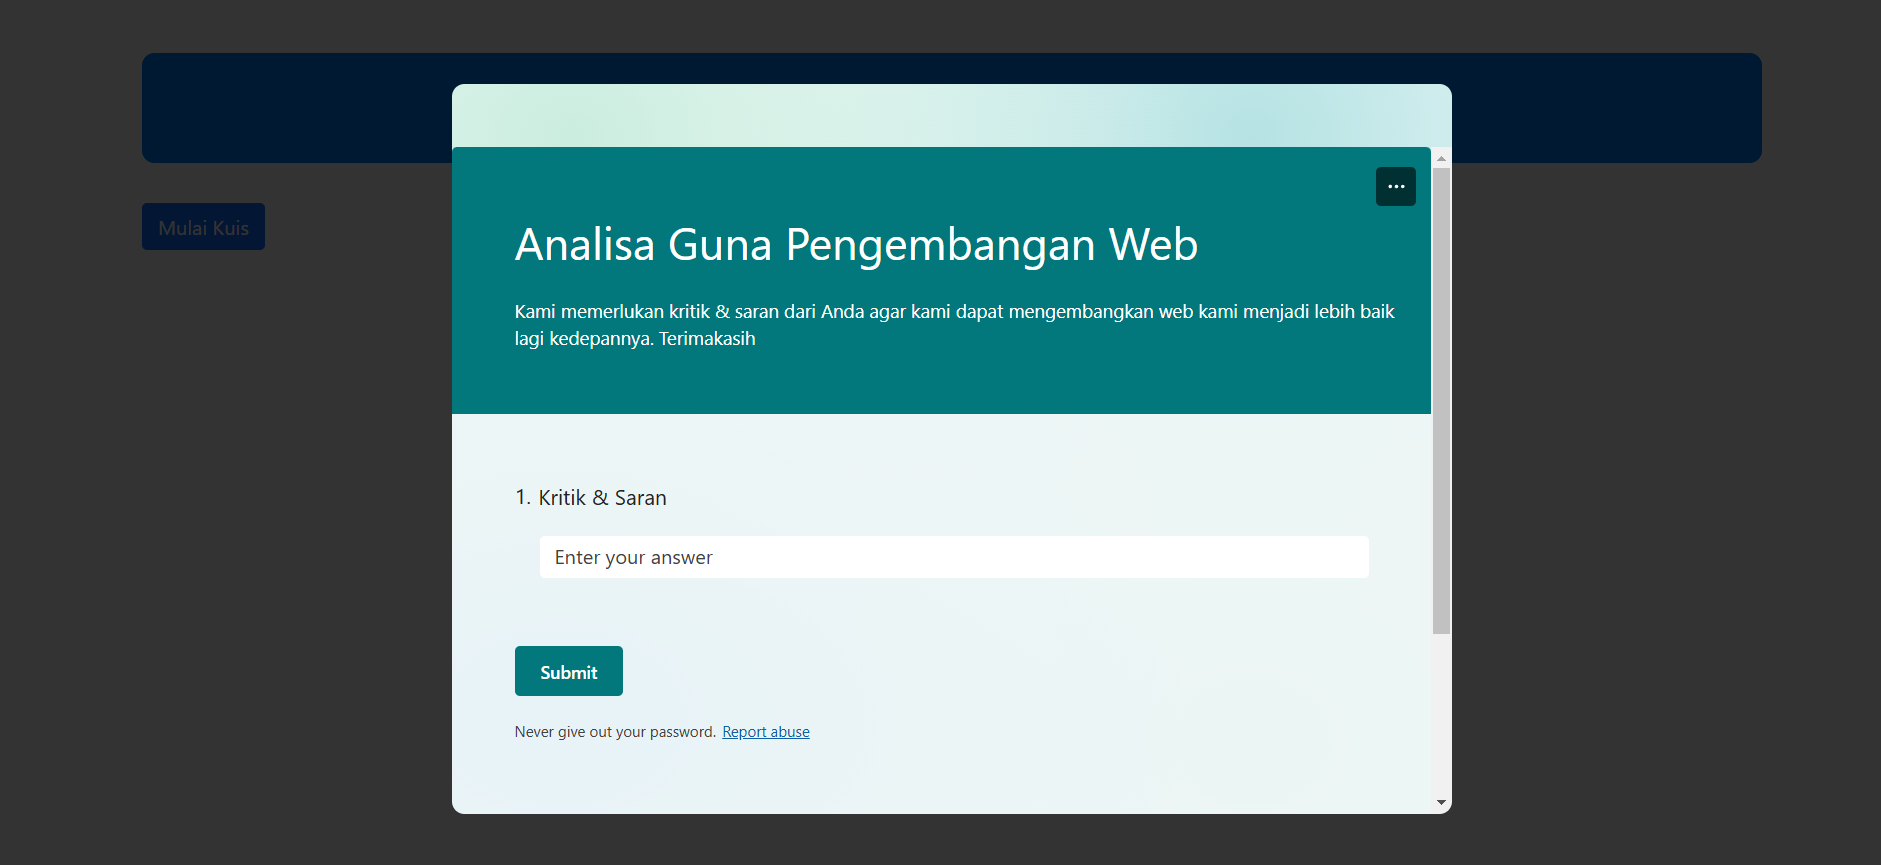 Mulai Kuis
Analisa Guna Pengembangan Web
Kami memerlukan kritik & saran dari Anda agar kami dapat mengembangkan web kami menjadi lebih baik
lagi kedepannya. Terimakasih
1. Kritik & Saran
Enter your answer
Submit
Never give out your password. Report abuse